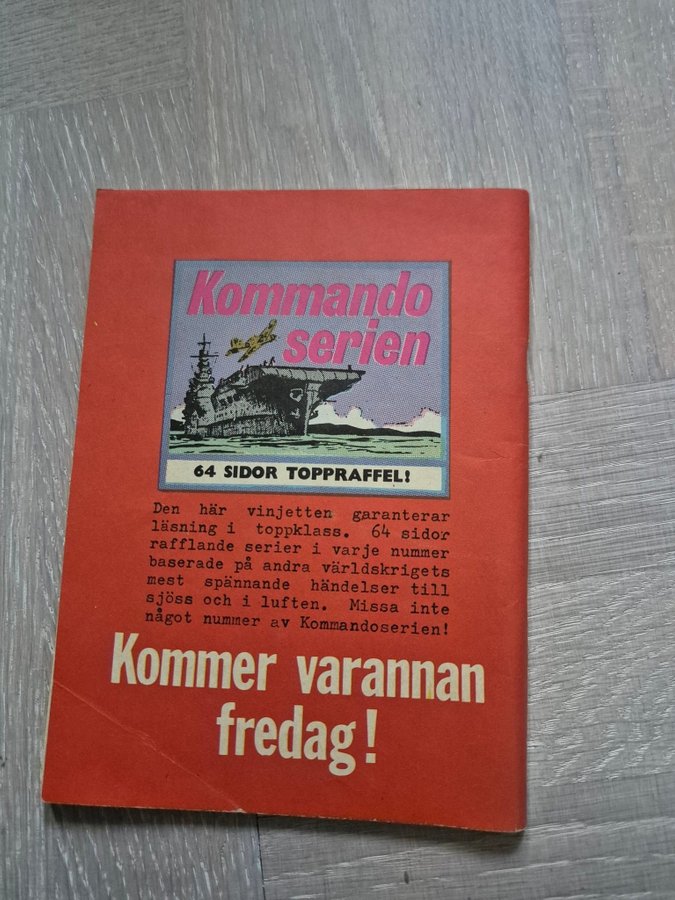 Kommando
serien
64 SIDOR TOPPRAFFEL!
Den här vinjetten garanterar
läsning i toppklass. 64 sidor
rafflande serier i varje nummer
baserade på andra världskrigets
mest spännande händelser till
sjöss och i luften. Missa inte
något nummer av Kommandoserien!
Kommer varannan
fredag!